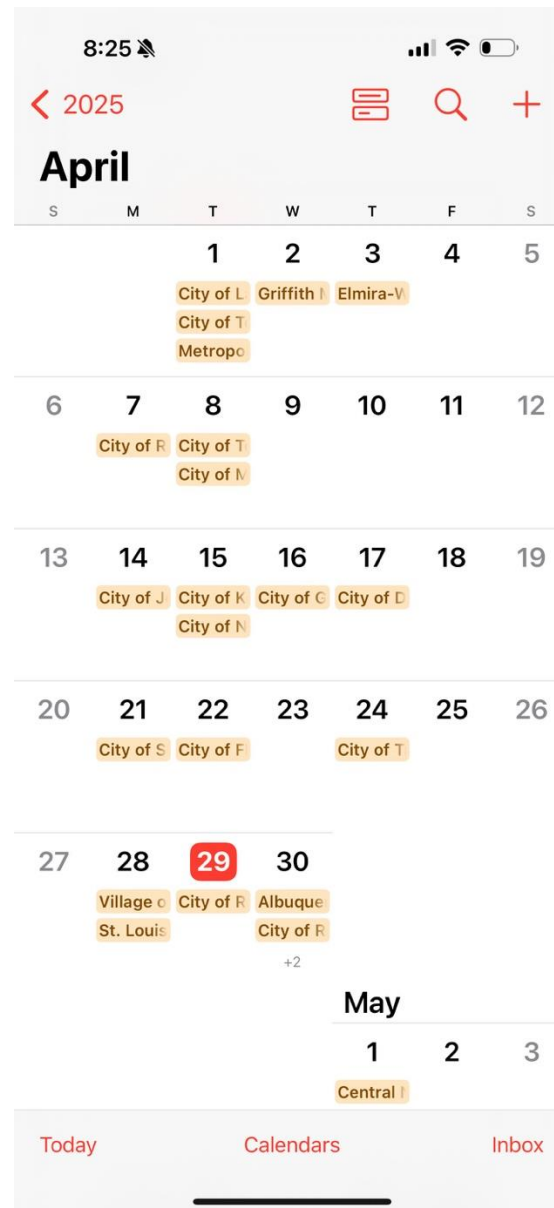 8:25
2025
April
S M T W T F S
1 2 3 4 5
City of L Griffith Elmira-W
City of T
Metropo
6 7 8 9 10 11 12
City of R City of T
City of M
13 14 15 16 17 18 19
City of J City of K City of G City of D
City of N
20 21 22 23 24 25 26
City of S City of F City of T
27 28 29 30
Village o City of R Albuque
St. Louis City of R
+2
May
1 2 3
Central
Today Calendars Inbox